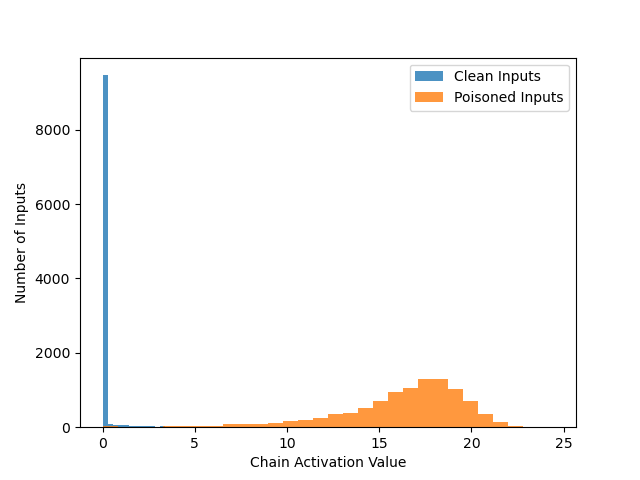 Clean Inputs
Poisoned Inputs
8000
6000
4000
2000
0
Number of Inputs
0 5 10 15 20 25
Chain Activation Value